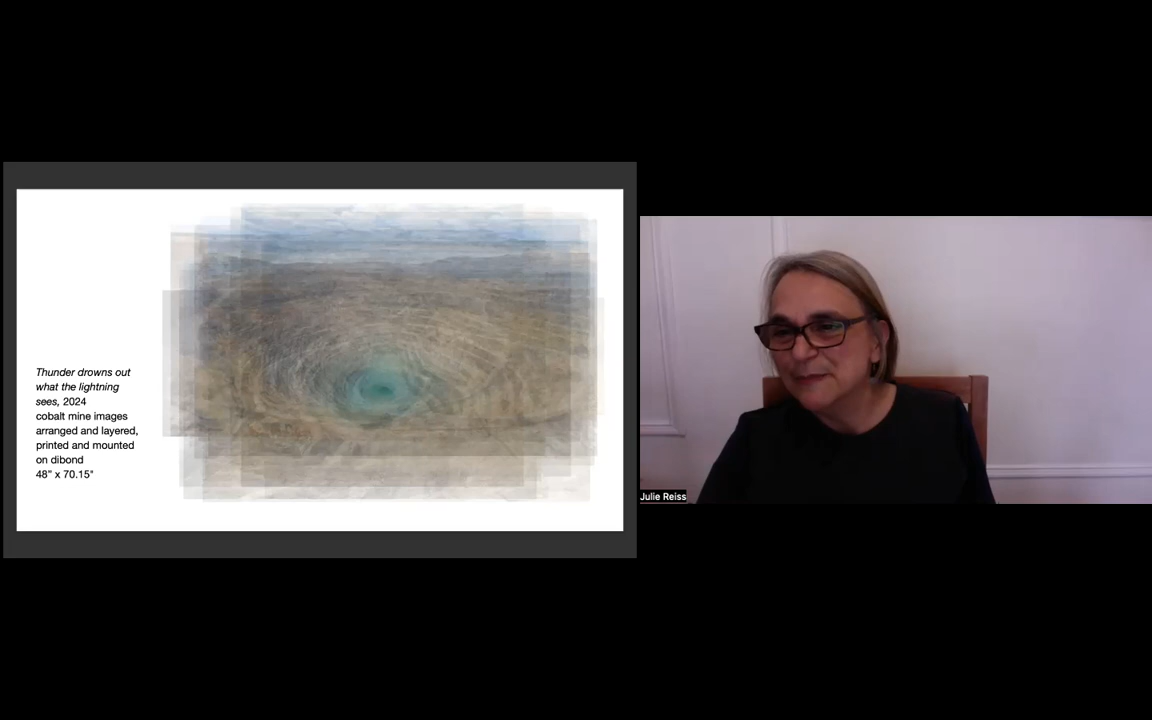 Thunder drowns out
what the lightning
sees, 2024
cobalt mine images
arranged and layered,
printed and mounted
on dibond
48” x 70.15"
Julie Reiss